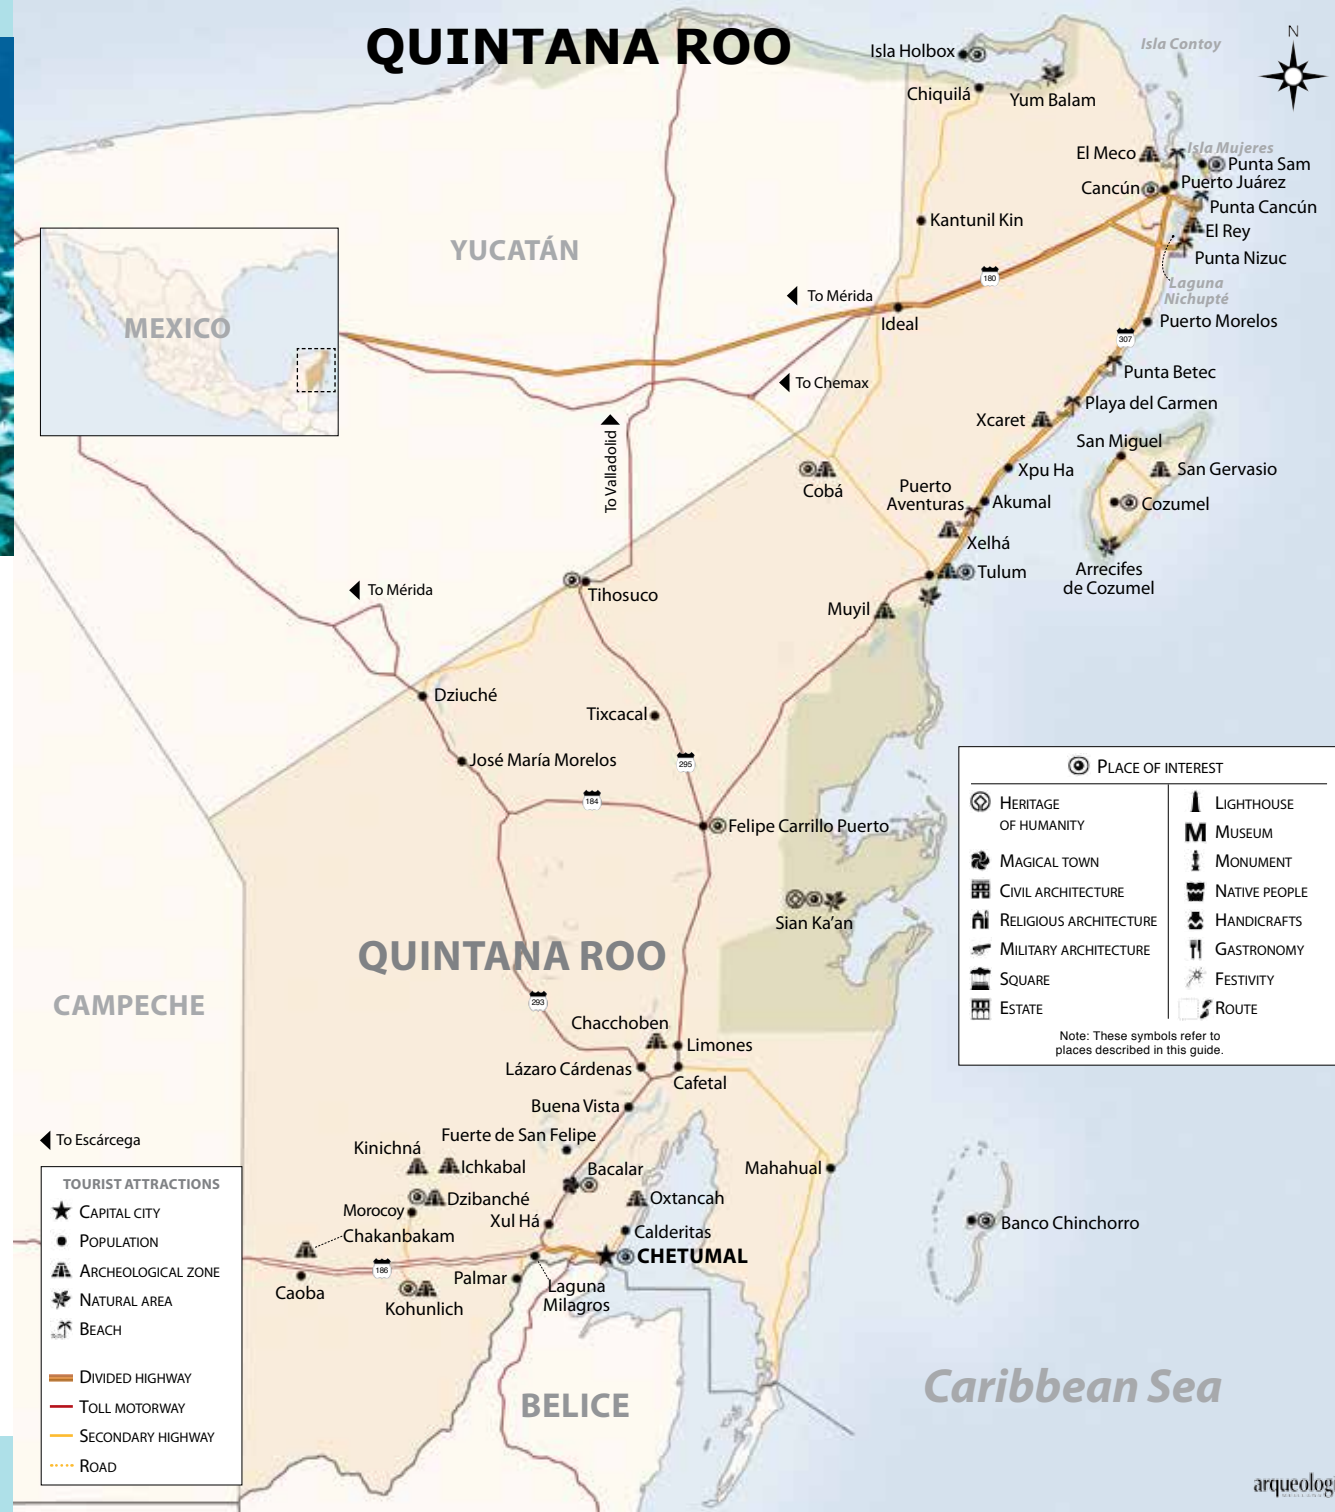 QUINTANA ROO
N
Isla Holbox
Isla Contoy
Chiquilá
Yum Balam
El Meco
Isla Mujeres
Punta Sam
Cancún
Puerto Juárez
Punta Cancún
Kantunil Kin
El Rey
YUCATÁN
Punta Nizuc
180
Laguna
Nichupté
To Mérida
Ideal
Puerto Morelos
MEXICO
307
Punta Betec
To Chemax
Playa del Carmen
Xcaret
San Miguel
To Valladolid
Xpu Ha
San Gervasio
Cobá
Puerto
Aventuras
Akumal
Cozumel
Xelhá
Tulum
Arrecifes
de Cozumel
Tihosuco
To Mérida
Muyil
Dziuché
Tixcacal
José María Morelos
295
184
Felipe Carrillo Puerto
Sian Ka'an
QUINTANA ROO
CAMPECHE
293
Chacchoben
Limones
Lázaro Cárdenas
Cafetal
Buena Vista
To Escárcega
Fuerte de San Felipe
Kinichná
Ichkabal
Bacalar
Mahahual
Dzibanché
Oxtancah
Morocoy
Xul Há
Calderitas
Chakanbakam
CHETUMAL
Banco Chinchorro
186
Caoba
Palmar
Laguna
Milagros
Kohunlich
BELICE
Caribbean Sea
PLACE OF INTEREST
HERITAGE
OF HUMANITY
MAGICAL TOWN
CIVIL ARCHITECTURE
RELIGIOUS ARCHITECTURE
MILITARY ARCHITECTURE
SQUARE
ESTATE
LIGHTHOUSE
M MUSEUM
MONUMENT
NATIVE PEOPLE
HANDICRAFTS
GASTRONOMY
FESTIVITY
ROUTE
Note: These symbols refer to
places described in this guide.
TOURIST ATTRACTIONS
CAPITAL CITY
POPULATION
ARCHEOLOGICAL ZONE
NATURAL AREA
BEACH
DIVIDED HIGHWAY
TOLL MOTORWAY
SECONDARY HIGHWAY
ROAD
arqueolog